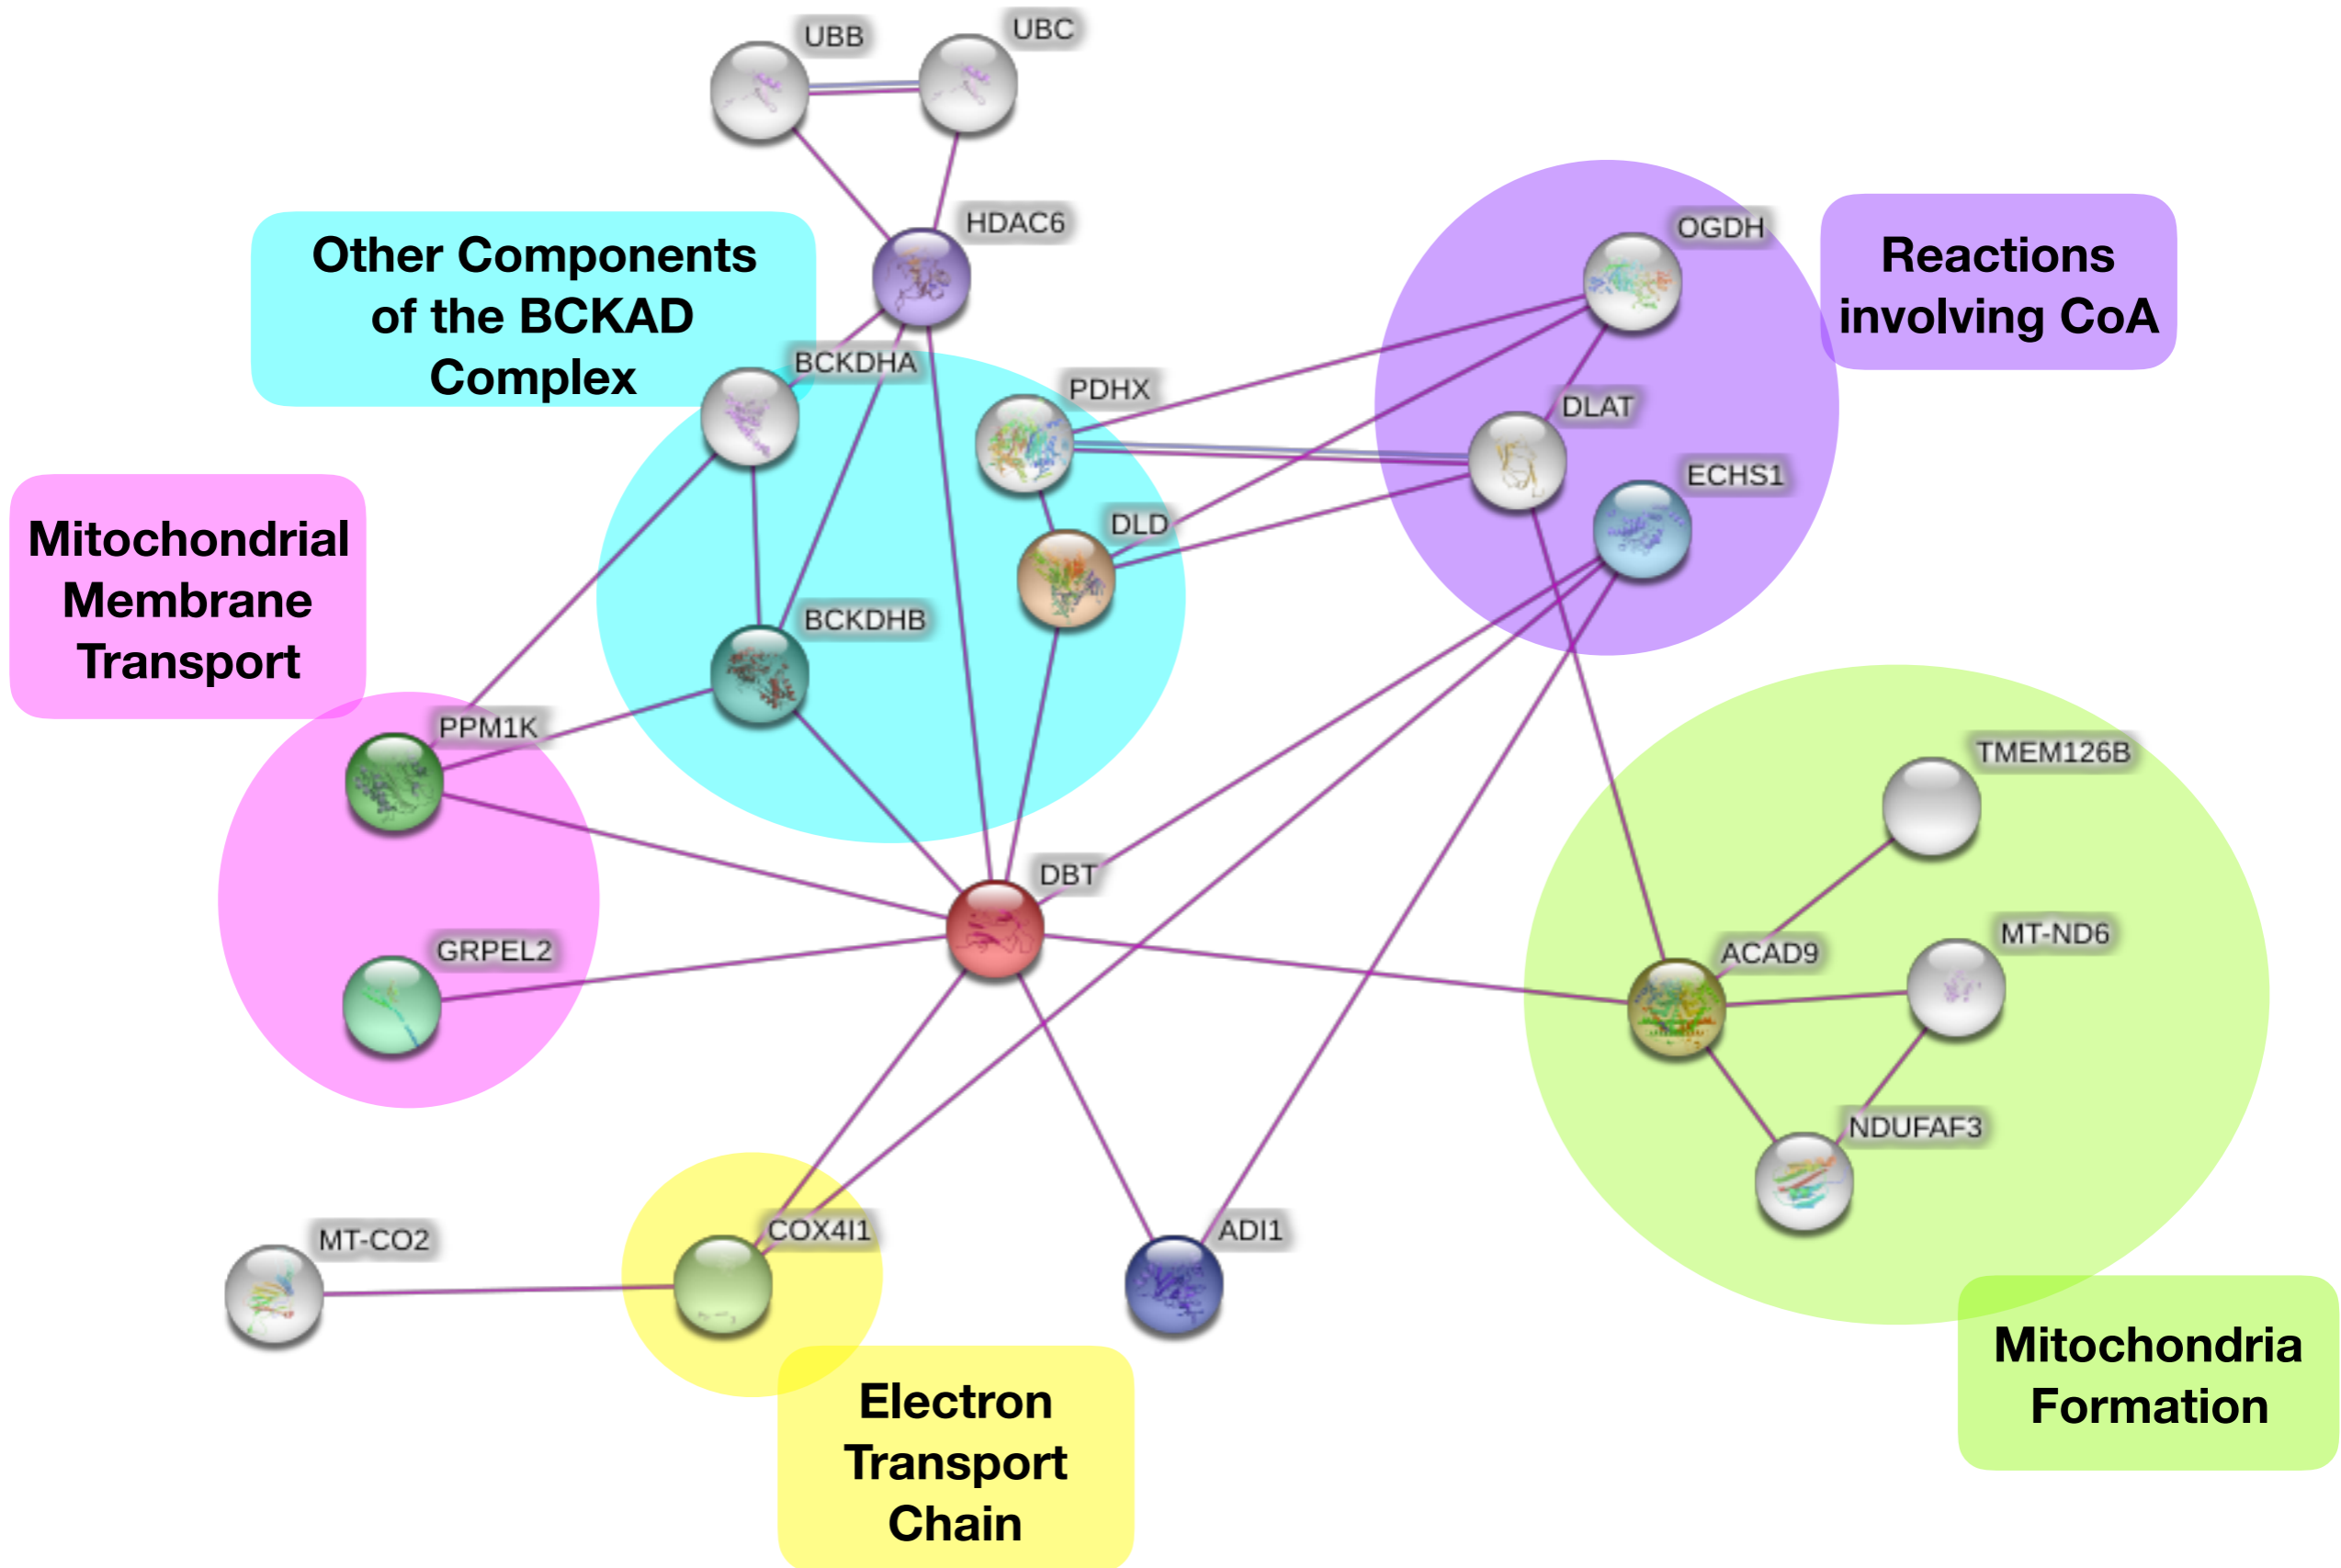 UBB
UBC
HDAC6
Other Components
of the BCKAD
Complex
OGDH
Reactions
involving CoA
BCKDHA
PDHX
DLAT
ECHS1
DLD
Mitochondrial
Membrane
Transport
BCKDHB
PPM1K
TMEM126B
DBT
MT-ND6
ACAD9
GRPEL2
NDUFAF3
MT-CO2
COX4I1
ADI1
Electron
Transport
Chain
Mitochondria
Formation